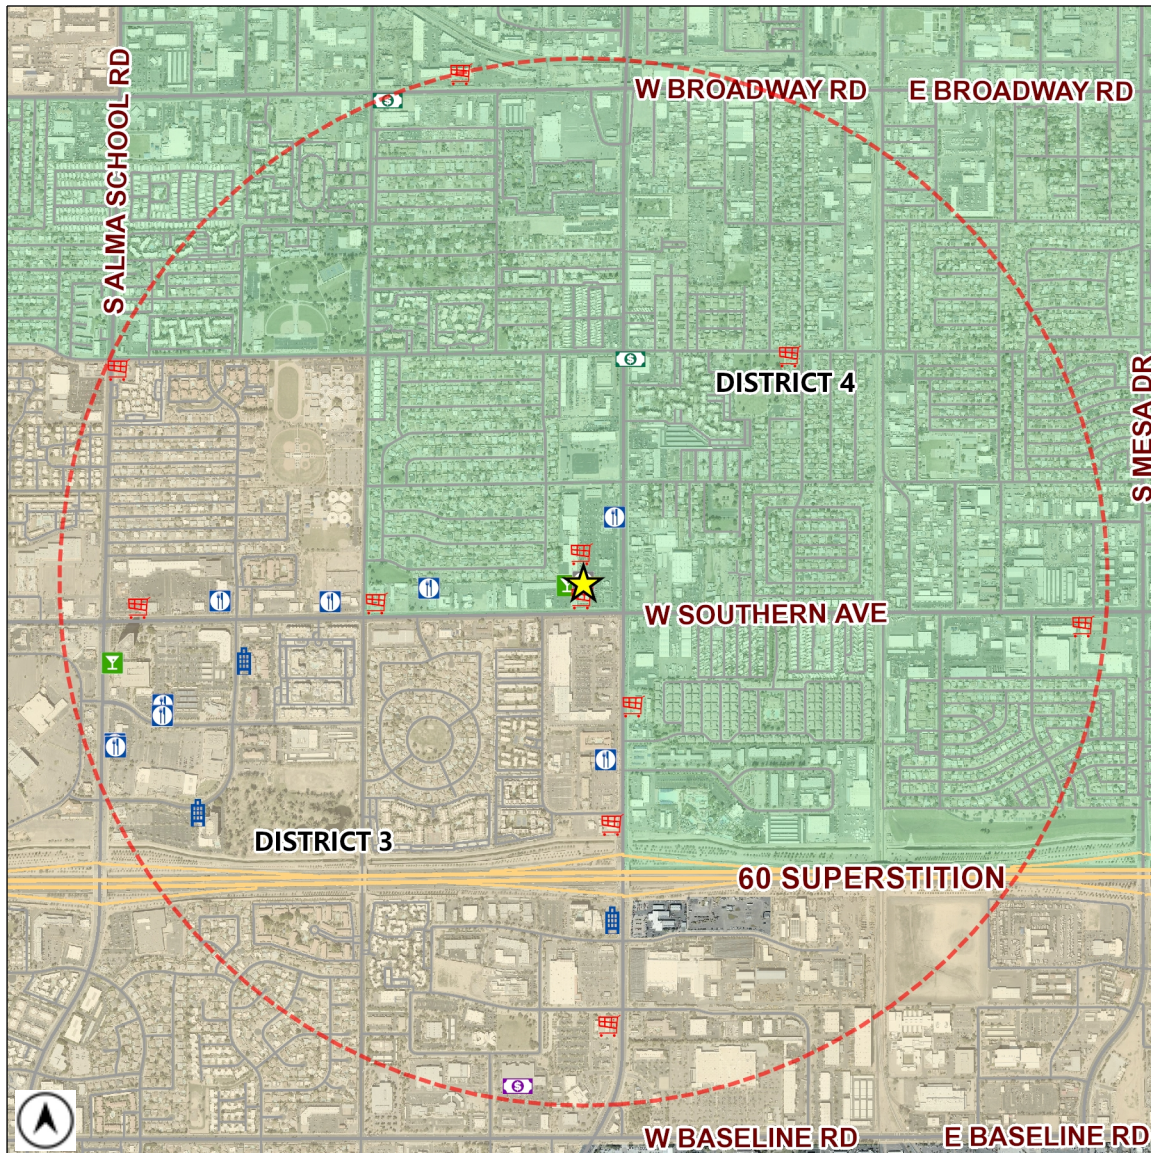 W BROADWAY RD
E BROADWAY RD
S ALMA SCHOOL RD
DISTRICT 4
S MESA DR
W SOUTHERN AVE
DISTRICT 3
60 SUPERSTITION
W BASELINE RD
E BASELINE RD